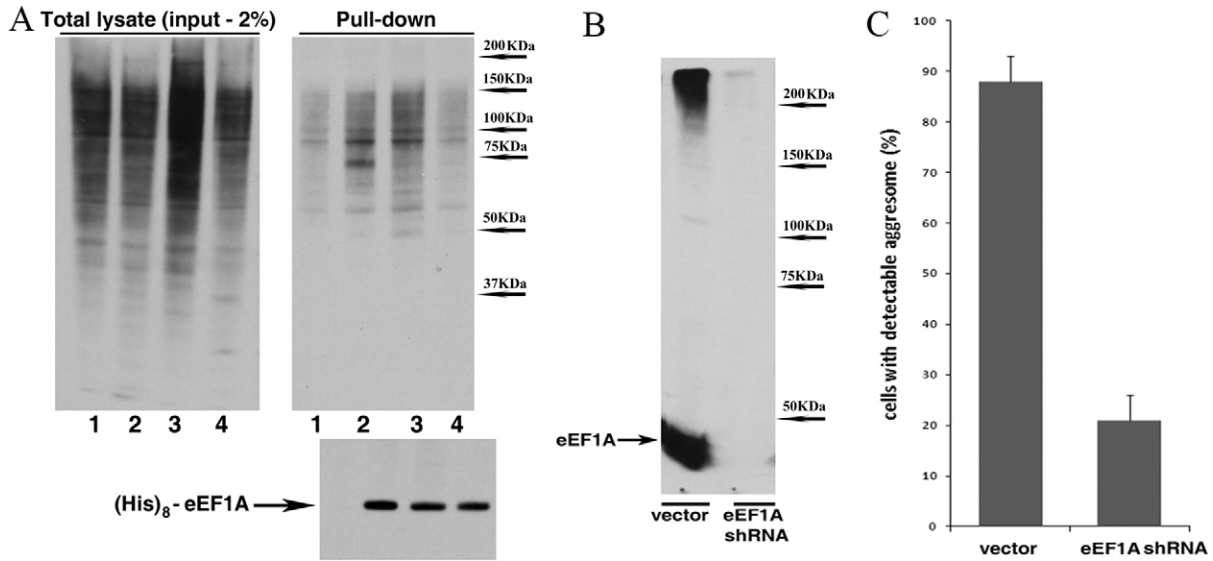 A
Total lysate (input - 2%)
Pull-down
200KDa
150KDa
100KDa
75KDa
50KDa
37KDa
1 2 3 4
1 2 3 4
(His)8 - eEF1A
B
200KDa
150KDa
100KDa
75KDa
50KDa
eEF1A
vector
eEF1A
shRNA
C
cells with detectable aggresome (%)
100
90
80
70
60
50
40
30
20
10
0
vector
eEF1A shRNA